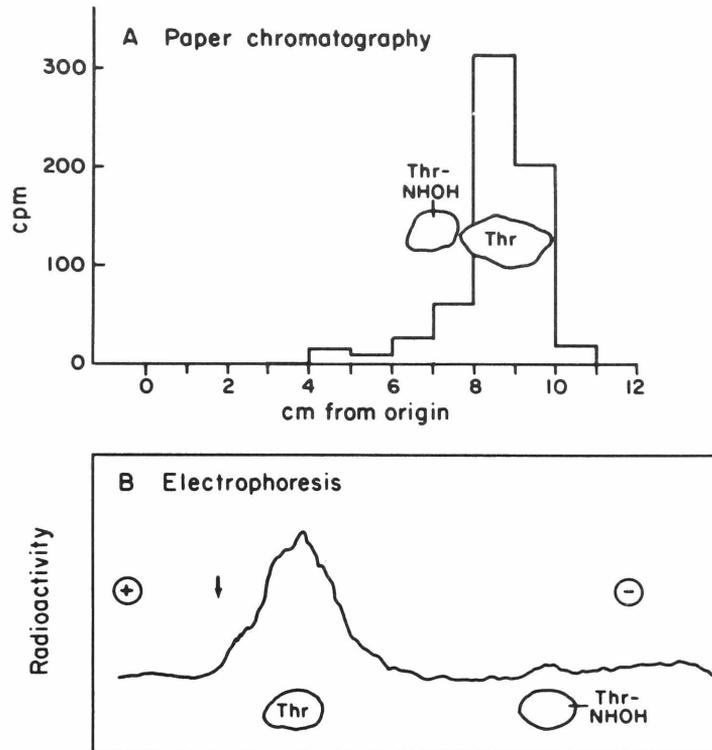 A Paper chromatography
300
200
100
0
cpm
Thr-
NHOH
Thr
0 2 4 6 8 10 12
cm from origin
B Electrophoresis
Radioactivity
+
−
Thr
Thr-
NHOH